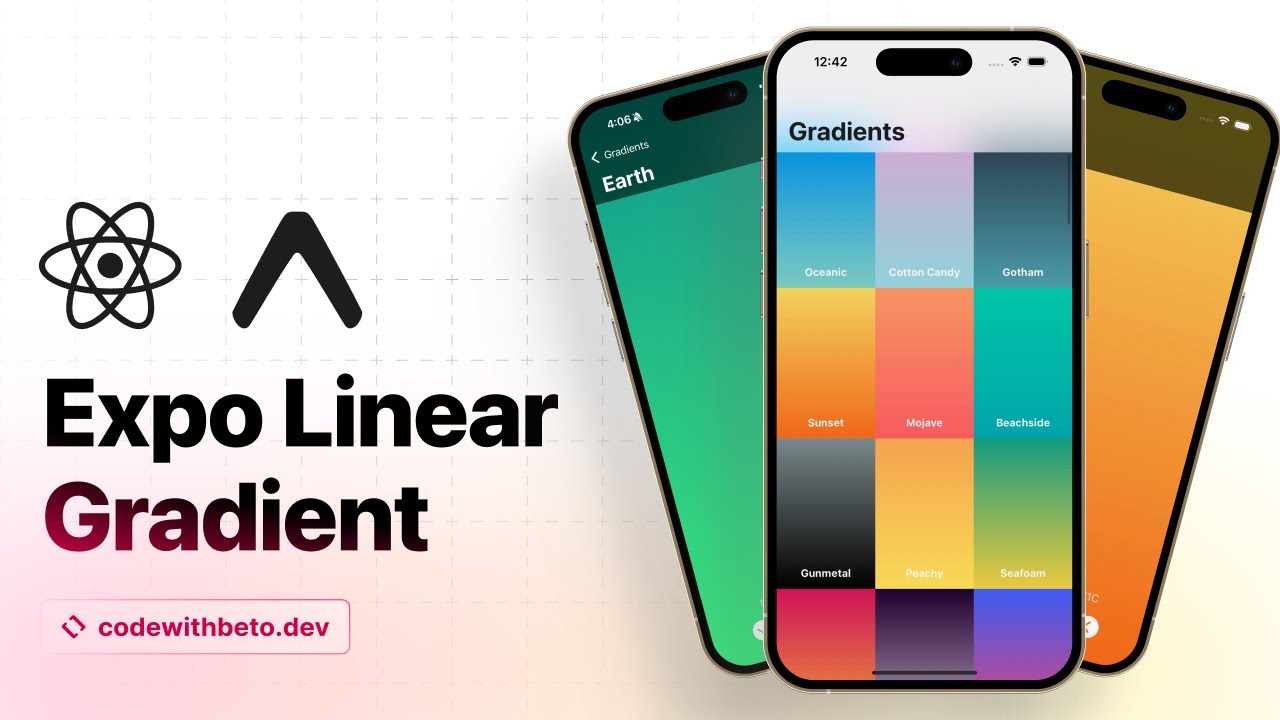 Expo Linear
Gradient
codewithbeto.dev
4:06
Gradients
Earth
12:42
Gradients
Oceanic
Cotton Candy
Gotham
Sunset
Mojave
Beachside
Gunmetal
Peachy
Seafoam